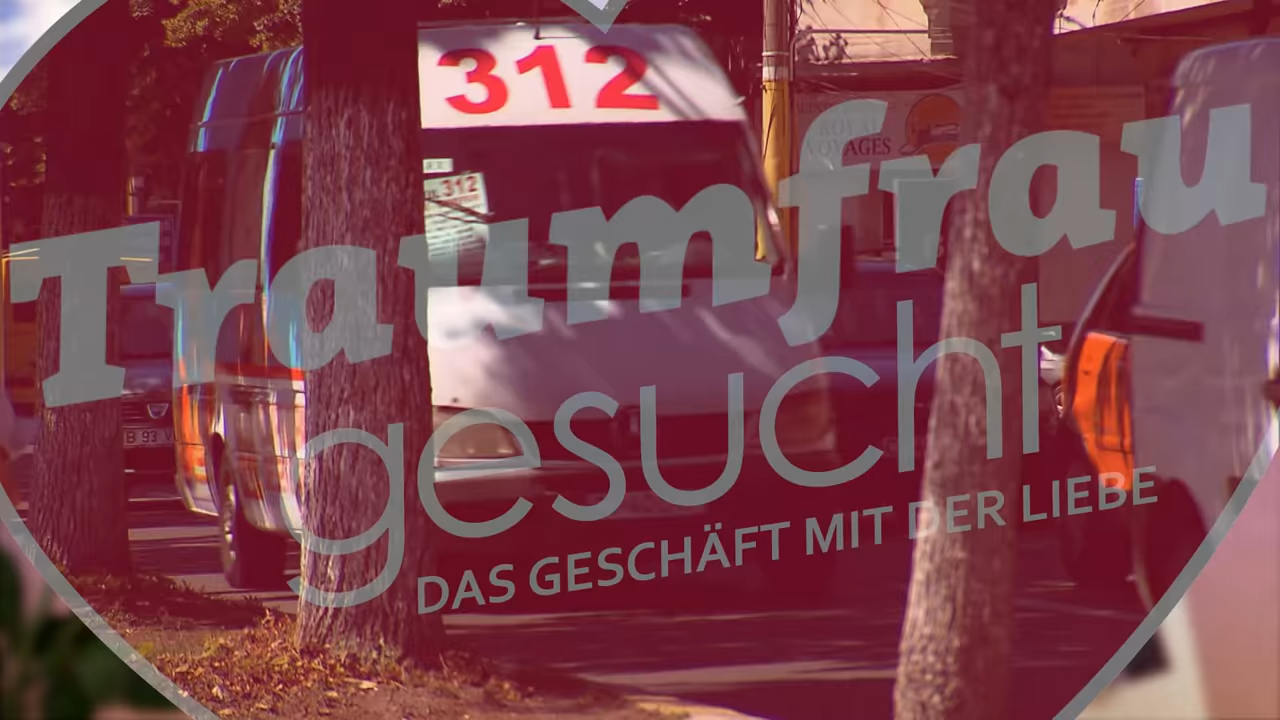 312
312
ROYAL
VOYAGES
B 93
Traumfrau
gesucht
DAS GESCHÄFT MIT DER LIEBE